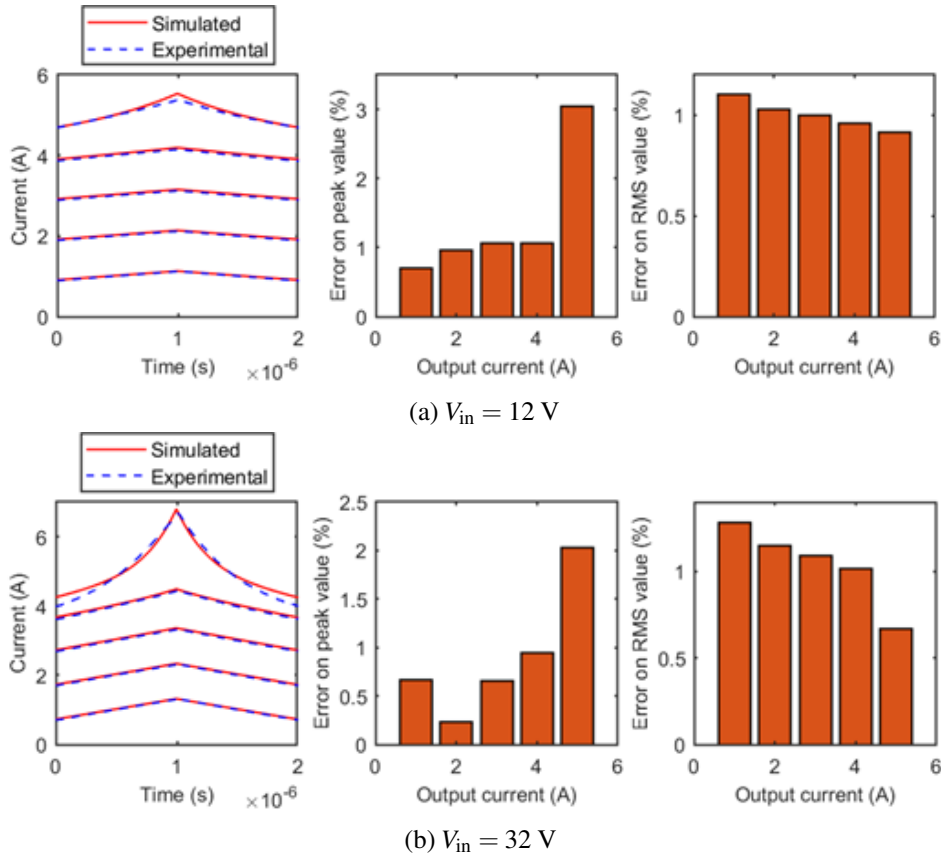 Simulated
Experimental
Current (A)
6
4
2
0
0 1 2
Time (s) ×10⁻⁶
Error on peak value (%)
3
2
1
0
0 2 4 6
Output current (A)
Error on RMS value (%)
1
0.5
0
0 2 4 6
Output current (A)
(a) Vin = 12 V
Simulated
Experimental
Current (A)
6
4
2
0
0 1 2
Time (s) ×10⁻⁶
Error on peak value (%)
2.5
2
1.5
1
0.5
0
0 2 4 6
Output current (A)
Error on RMS value (%)
1
0.5
0
0 2 4 6
Output current (A)
(b) Vin = 32 V